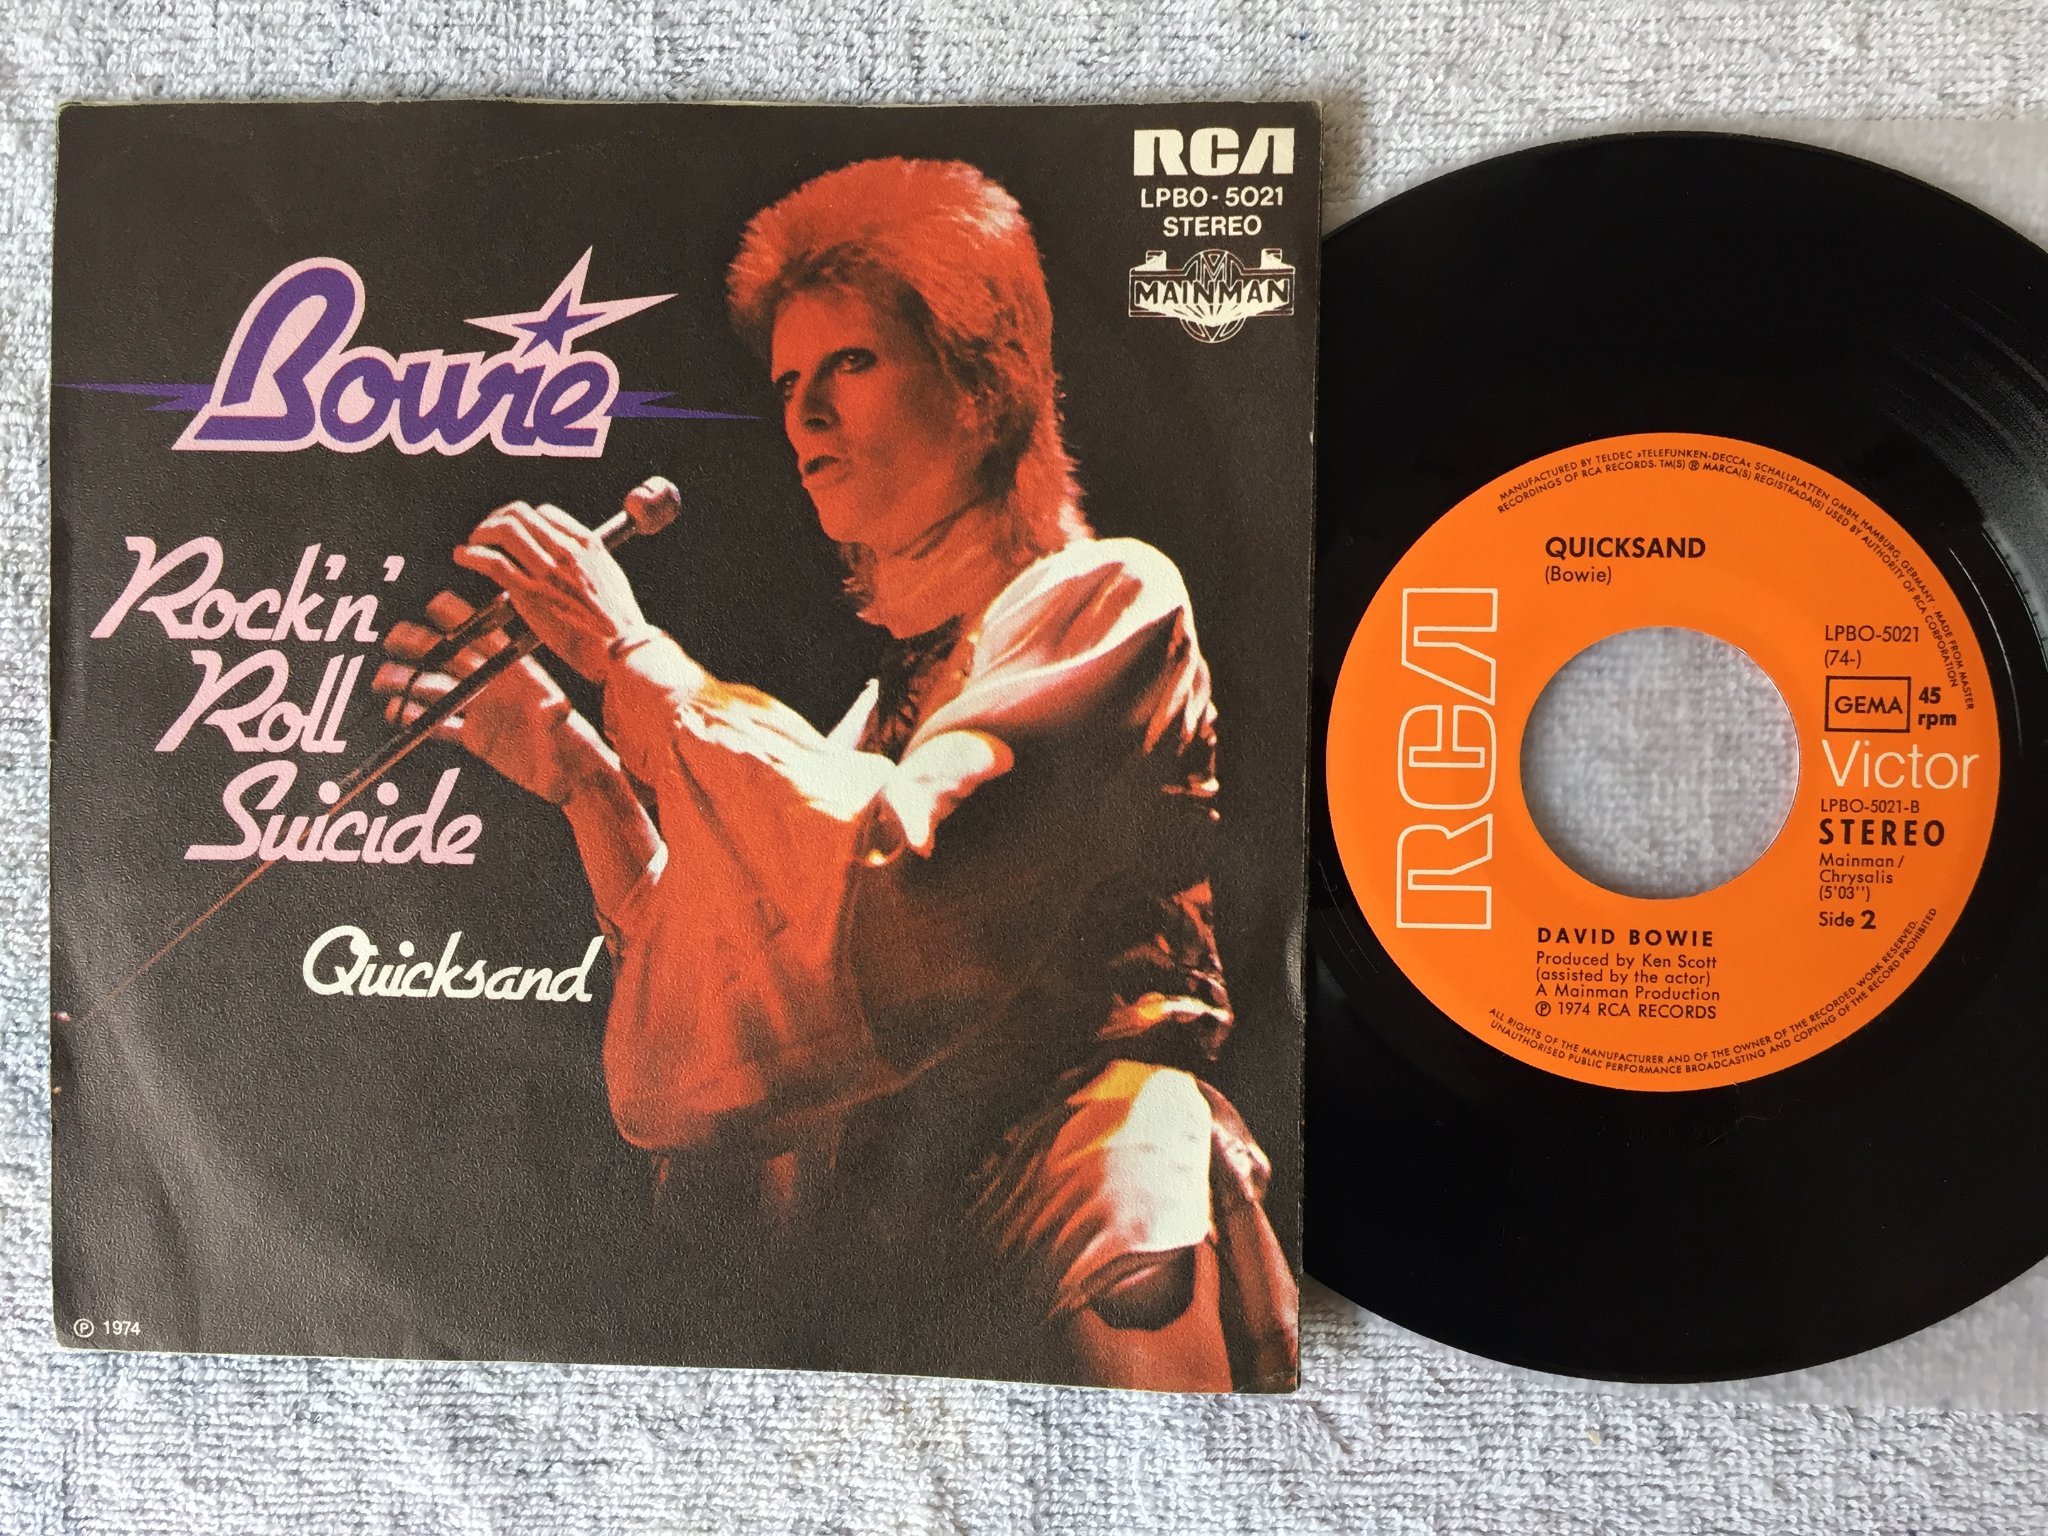 RCA
LPBO-5021
STEREO
MAINMAN
Bowie
Rock'n'
Roll
Suicide
Quicksand
℗ 1974
MANUFACTURED BY TELDEC »TELEFUNKEN-DECCA« SCHALLPLATTEN GMBH, HAMBURG, GERMANY · MADE FROM MASTER
RECORDINGS OF RCA RECORDS. TM(S) ® MARCA(S) REGISTRADA(S) USED BY AUTHORITY OF RCA CORPORATION
QUICKSAND
(Bowie)
RCA
LPBO-5021
(74-)
GEMA
45
rpm
Victor
LPBO-5021-B
STEREO
Mainman/
Chrysalis
(5'03'')
Side 2
DAVID BOWIE
Produced by Ken Scott
(assisted by the actor)
A Mainman Production
℗ 1974 RCA RECORDS
ALL RIGHTS OF THE MANUFACTURER AND OF THE OWNER OF THE RECORDED WORK RESERVED.
UNAUTHORISED PUBLIC PERFORMANCE BROADCASTING AND COPYING OF THE RECORD PROHIBITED